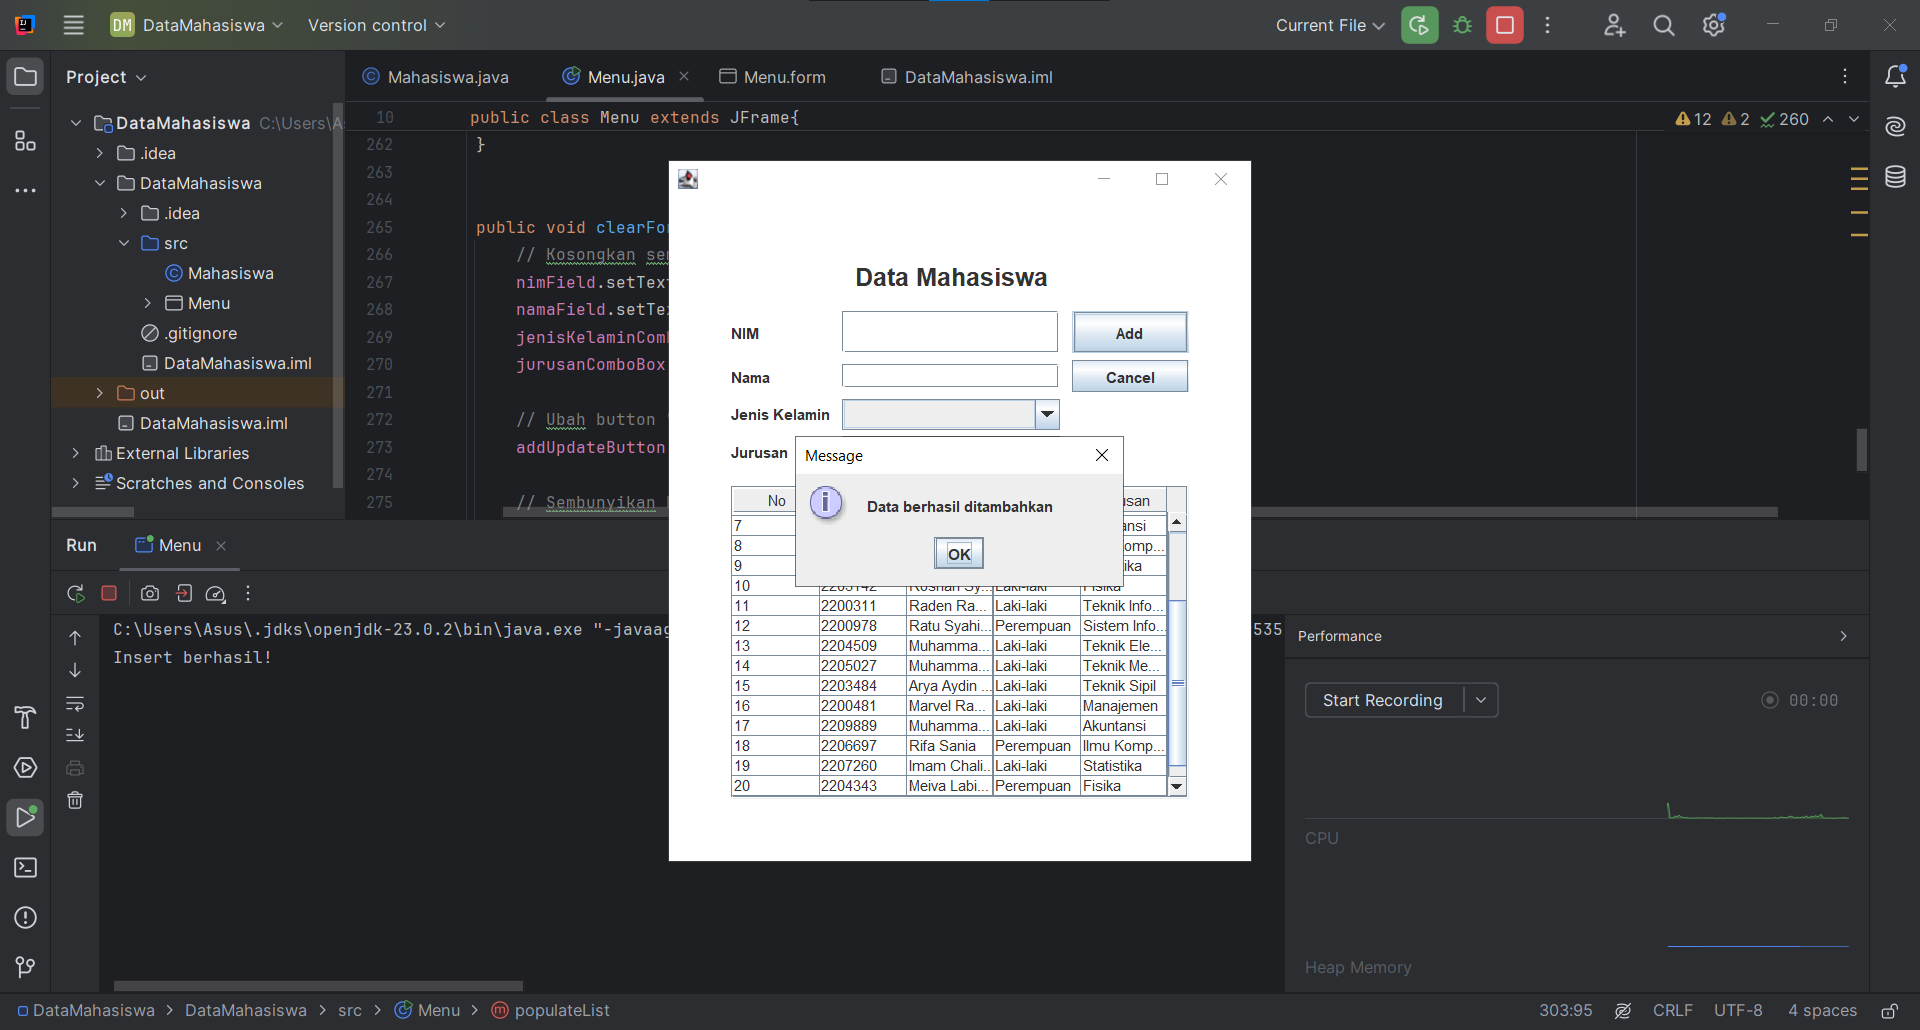 DM DataMahasiswa Version control Current File
Project
Mahasiswa.java Menu.java Menu.form DataMahasiswa.iml
DataMahasiswa C:\Users\A
.idea
DataMahasiswa
.idea
src
Mahasiswa
Menu
.gitignore
DataMahasiswa.iml
out
DataMahasiswa.iml
External Libraries
Scratches and Consoles
10 public class Menu extends JFrame{
12 2 260
262 }
263
264
265 public void clearFo
266 // Kosongkan se
267 nimField.setTex
268 namaField.setTe
269 jenisKelaminCom
270 jurusanComboBox
271
272 // Ubah button
273 addUpdateButton
274
275 // Sembunyikan
Data Mahasiswa
NIM Add
Nama Cancel
Jenis Kelamin
Jurusan
Message
Data berhasil ditambahkan
OK
No usan
7 ansi
8 omp...
9 ika
10 2203142 Roshan Sy... Laki-laki Fisika
11 2200311 Raden Ra... Laki-laki Teknik Info...
12 2200978 Ratu Syahi... Perempuan Sistem Info...
13 2204509 Muhamma... Laki-laki Teknik Ele...
14 2205027 Muhamma... Laki-laki Teknik Me...
15 2203484 Arya Aydin ... Laki-laki Teknik Sipil
16 2200481 Marvel Ra... Laki-laki Manajemen
17 2209889 Muhamma... Laki-laki Akuntansi
18 2206697 Rifa Sania Perempuan Ilmu Komp...
19 2207260 Imam Chali... Laki-laki Statistika
20 2204343 Meiva Labi... Perempuan Fisika
Run Menu
C:\Users\Asus\.jdks\openjdk-23.0.2\bin\java.exe "-javaag
535
Insert berhasil!
Performance
Start Recording 00:00
CPU
Heap Memory
DataMahasiswa > DataMahasiswa > src > Menu > populateList
303:95 CRLF UTF-8 4 spaces